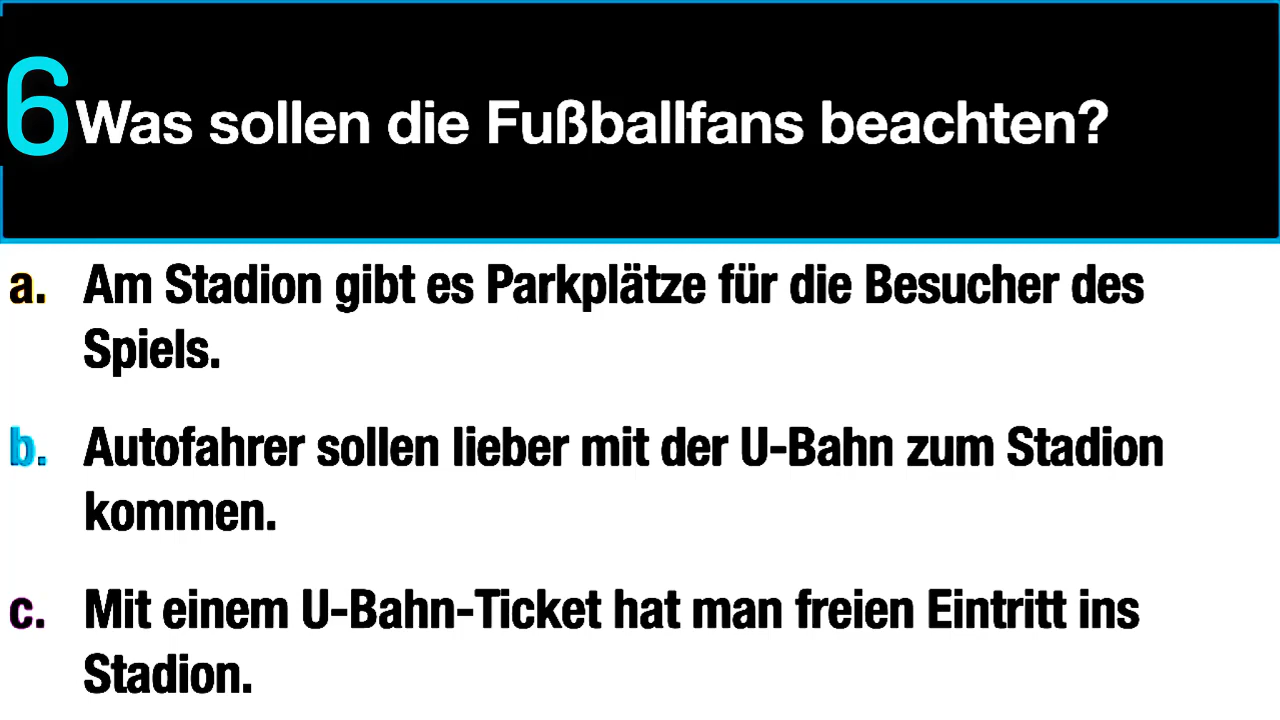 6 Was sollen die Fußballfans beachten?
a. Am Stadion gibt es Parkplätze für die Besucher des
Spiels.
b. Autofahrer sollen lieber mit der U-Bahn zum Stadion
kommen.
c. Mit einem U-Bahn-Ticket hat man freien Eintritt ins
Stadion.